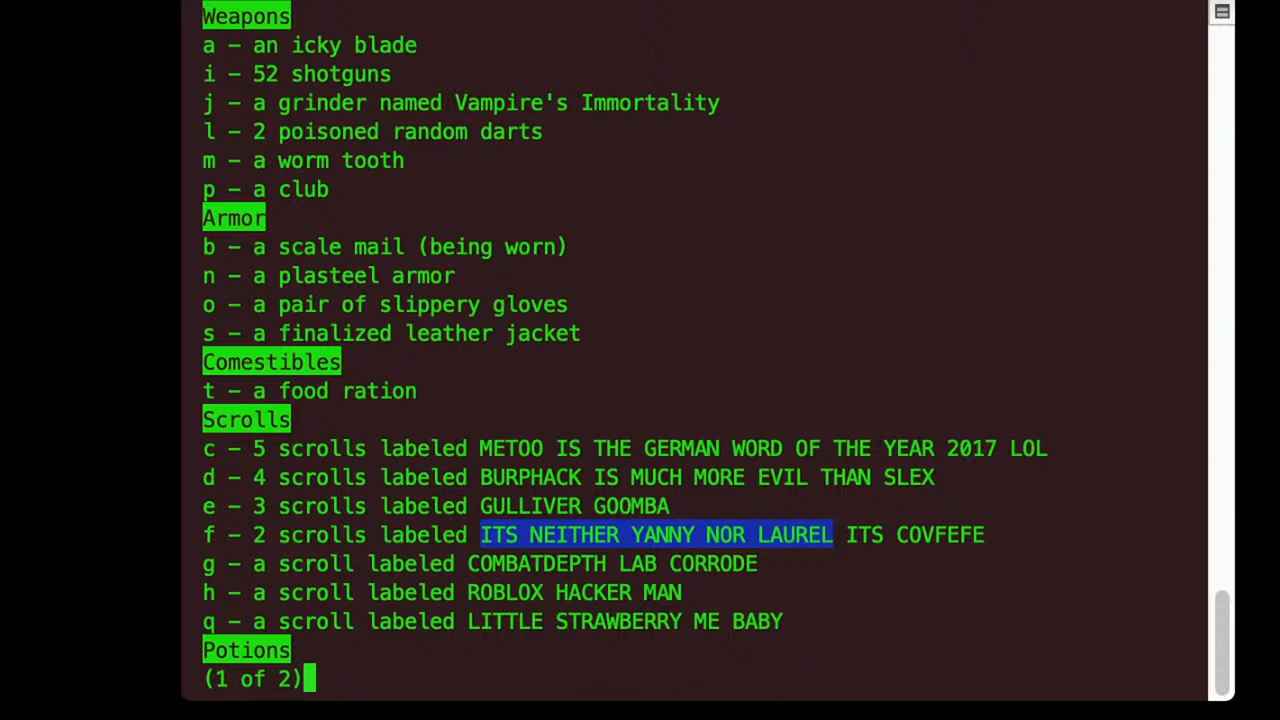 Weapons
a - an icky blade
i - 52 shotguns
j - a grinder named Vampire's Immortality
l - 2 poisoned random darts
m - a worm tooth
p - a club
Armor
b - a scale mail (being worn)
n - a plasteel armor
o - a pair of slippery gloves
s - a finalized leather jacket
Comestibles
t - a food ration
Scrolls
c - 5 scrolls labeled METOO IS THE GERMAN WORD OF THE YEAR 2017 LOL
d - 4 scrolls labeled BURPHACK IS MUCH MORE EVIL THAN SLEX
e - 3 scrolls labeled GULLIVER GOOMBA
f - 2 scrolls labeled ITS NEITHER YANNY NOR LAUREL ITS COVFEFE
g - a scroll labeled COMBATDEPTH LAB CORRODE
h - a scroll labeled ROBLOX HACKER MAN
q - a scroll labeled LITTLE STRAWBERRY ME BABY
Potions
(1 of 2)